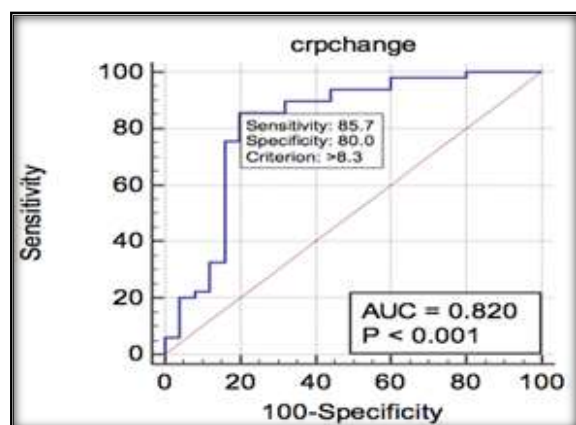 crpchange
100
80
60
40
20
0
Sensitivity
Sensitivity: 85.7
Specificity: 80.0
Criterion: >8.3
AUC = 0.820
P < 0.001
0 20 40 60 80 100
100-Specificity